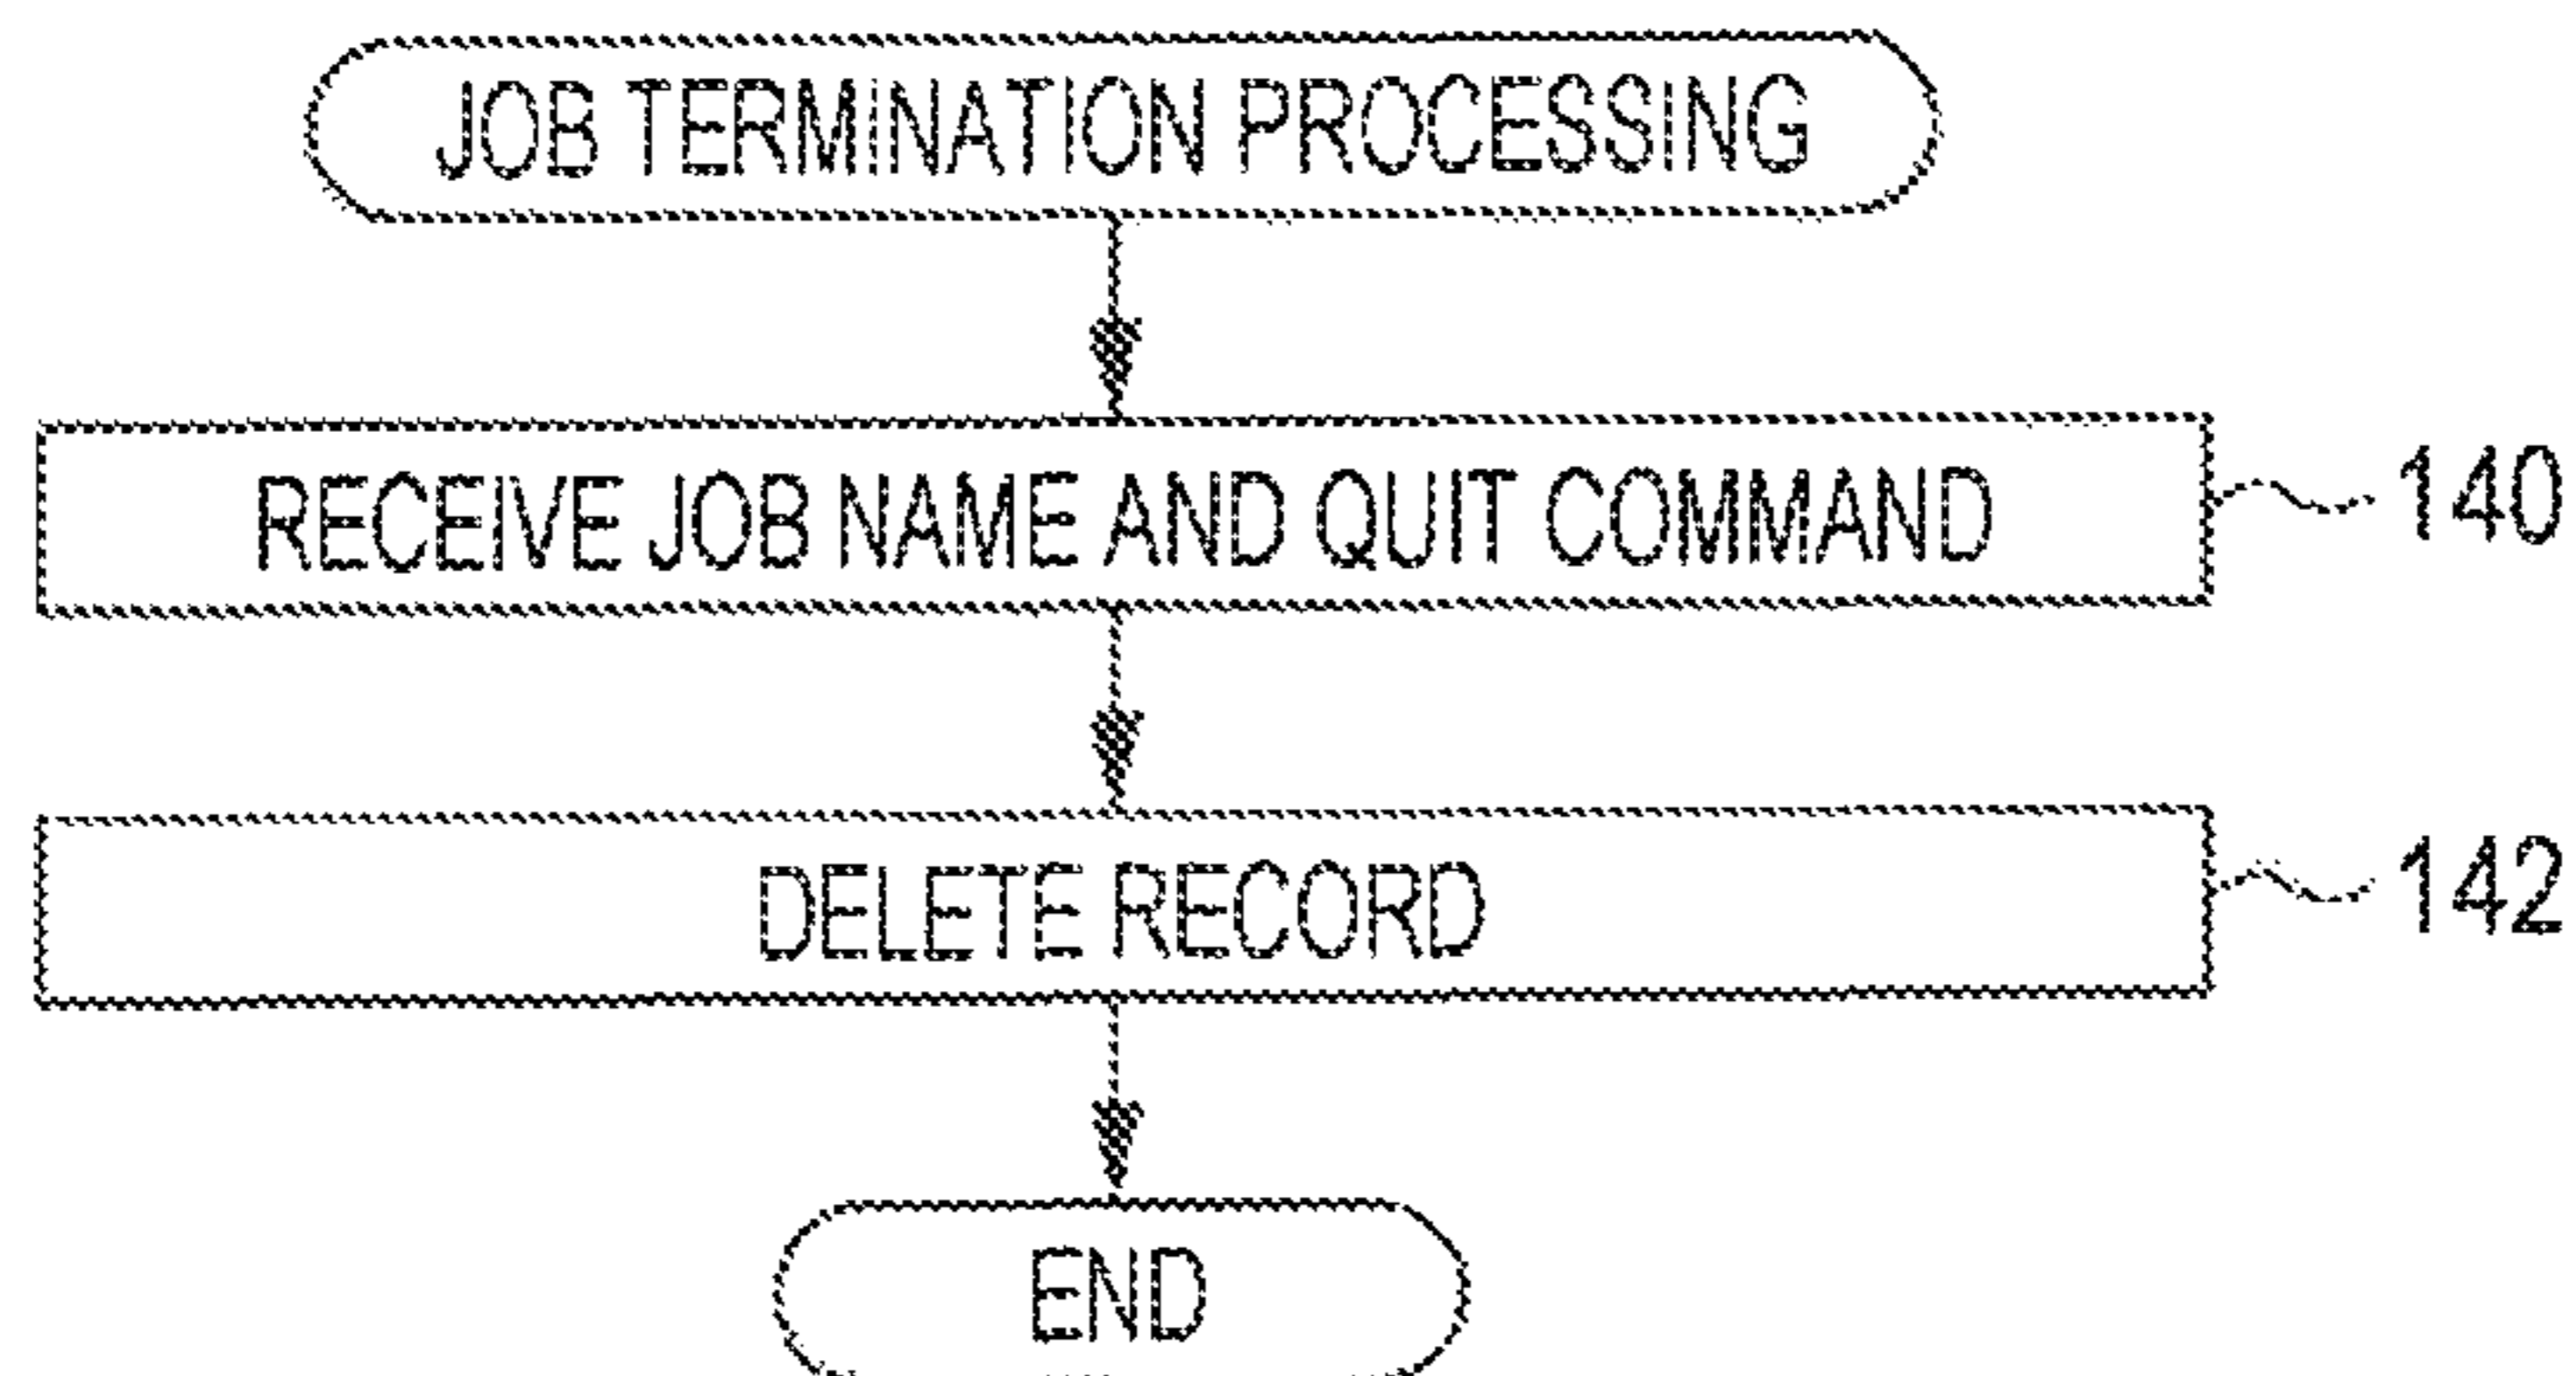 JOB TERMINATION PROCESSING
RECEIVE JOB NAME AND QUIT COMMAND
140
DELETE RECORD
142
END